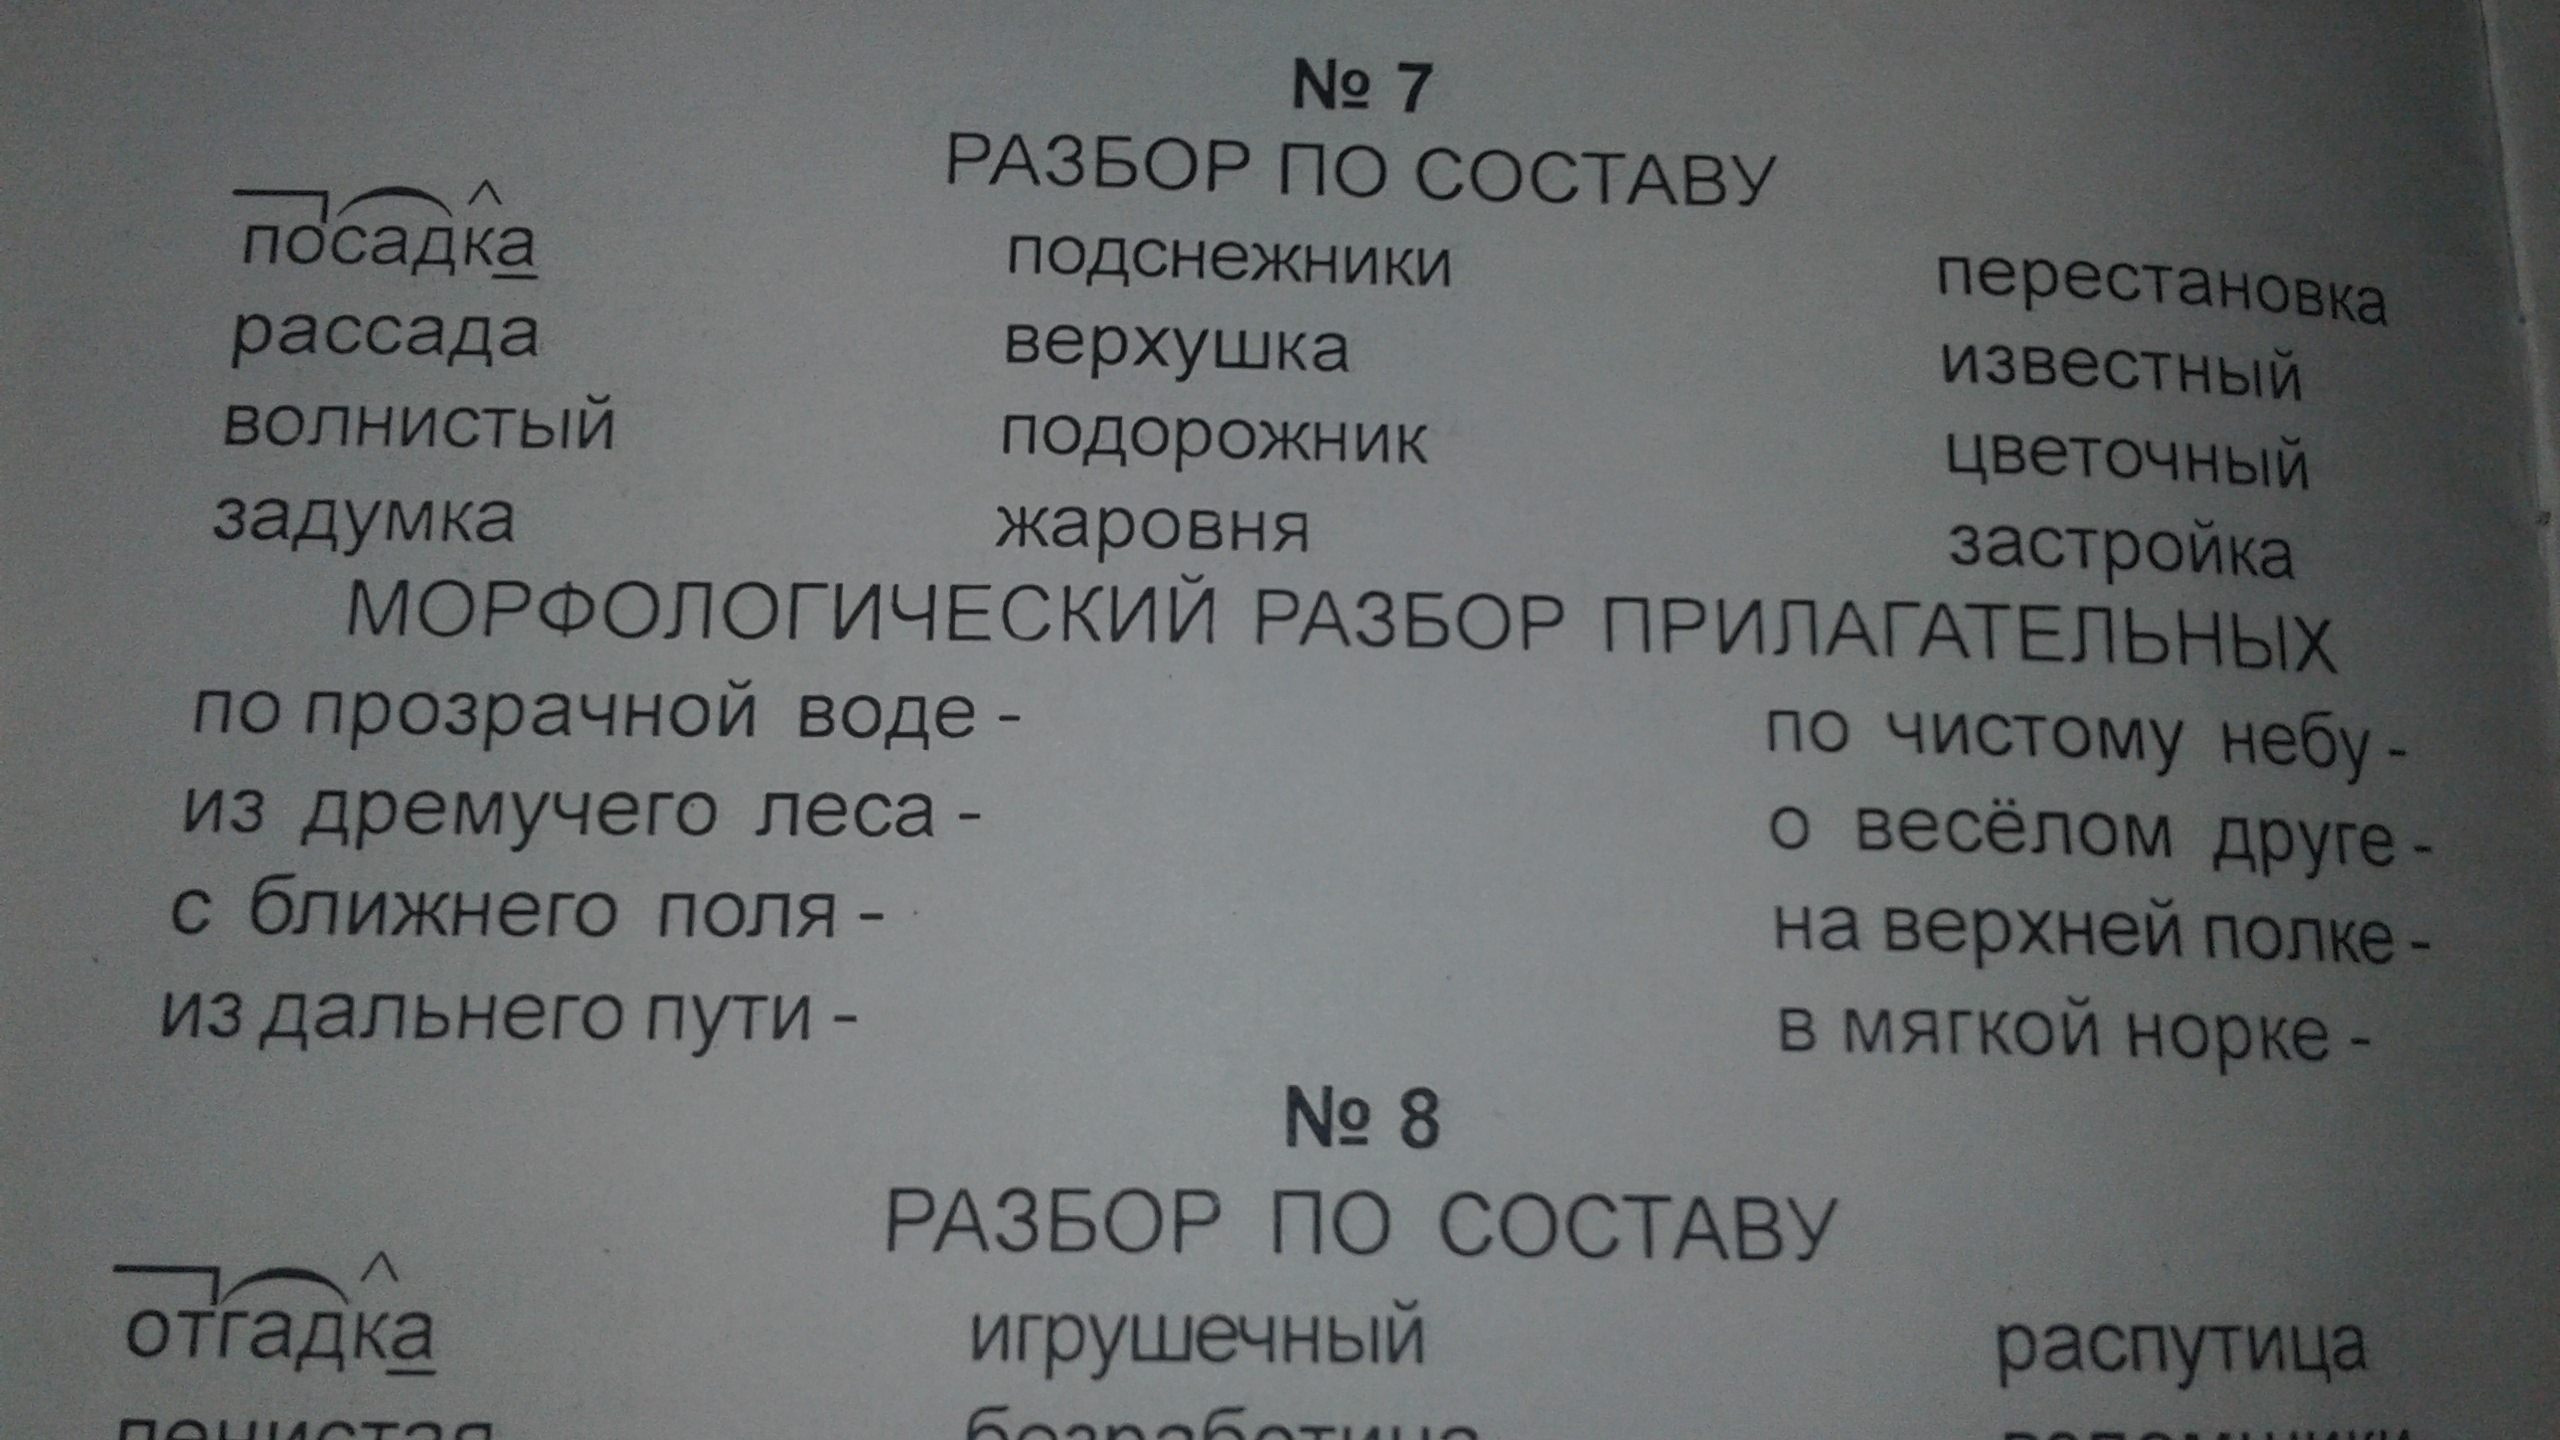 № 7
РАЗБОР ПО СОСТАВУ
посадка подснежники перестановка
рассада верхушка известный
волнистый подорожник цветочный
задумка жаровня застройка
МОРФОЛОГИЧЕСКИЙ РАЗБОР ПРИЛАГАТЕЛЬНЫХ
по прозрачной воде - по чистому небу -
из дремучего леса - о весёлом друге -
с ближнего поля - на верхней полке -
из дальнего пути - в мягкой норке -
№ 8
РАЗБОР ПО СОСТАВУ
отгадка игрушечный распутица